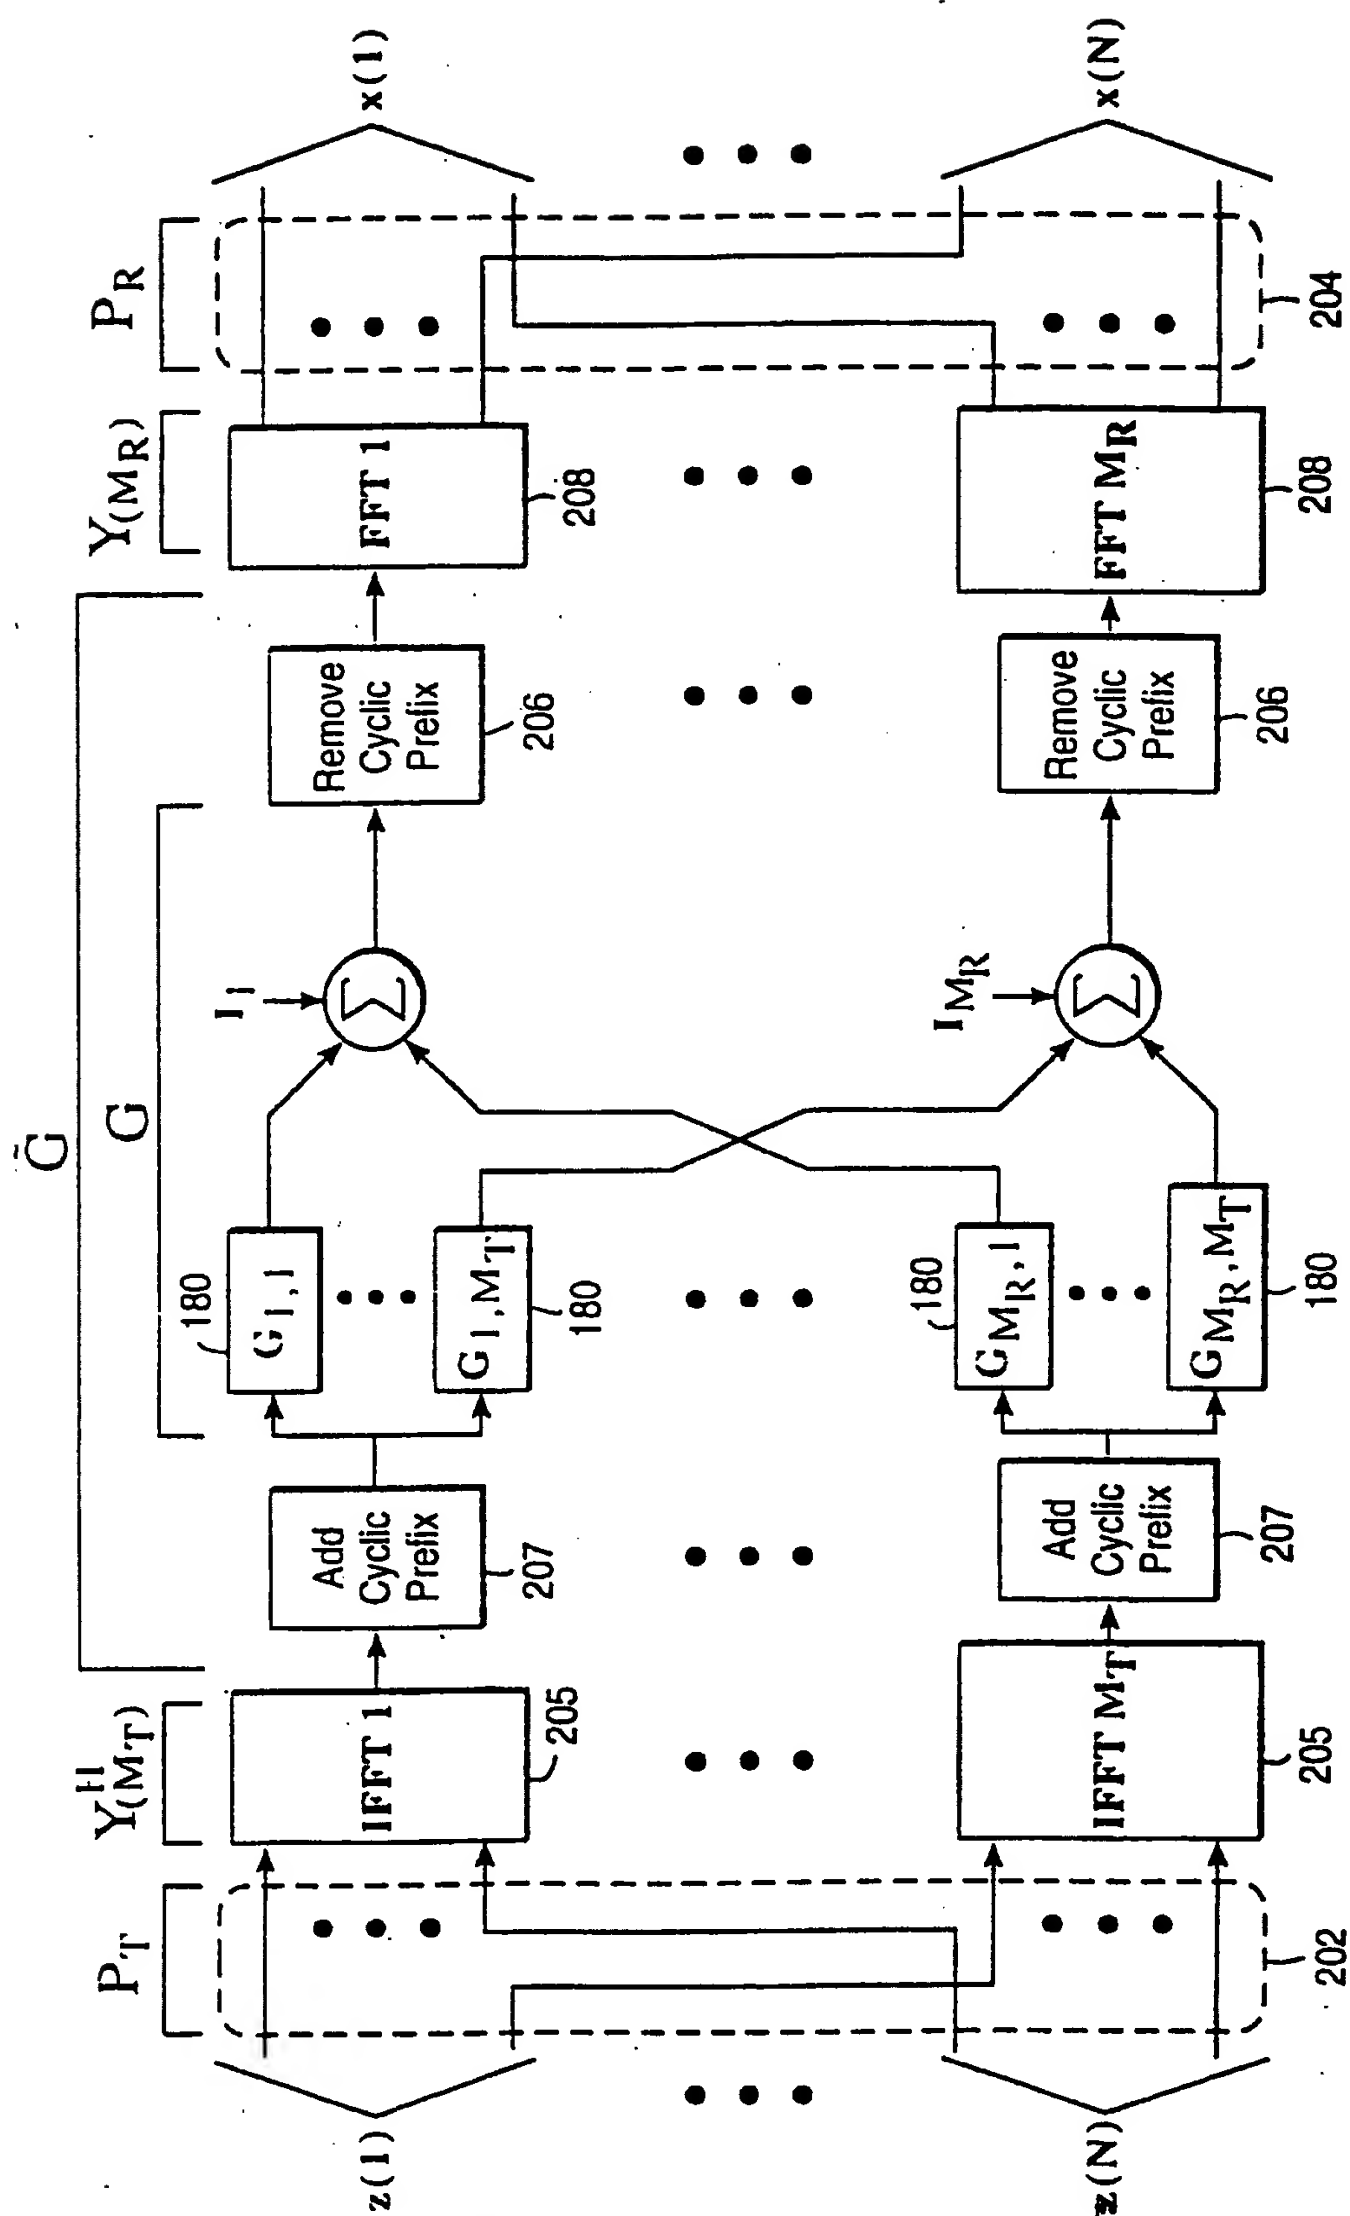 G̃
G
P_T
Y^H_(M_T)
Y_(M_R)
P_R
z(1)
IFFT 1
205
Add
Cyclic
Prefix
207
180
G_1,1
G_1,M_T
180
I_1
Σ
Remove
Cyclic
Prefix
206
FFT 1
208
x(1)
z(N)
202
IFFT M_T
205
Add
Cyclic
Prefix
207
180
G_M_R,1
G_M_R,M_T
180
I_M_R
Σ
Remove
Cyclic
Prefix
206
FFT M_R
208
204
x(N)